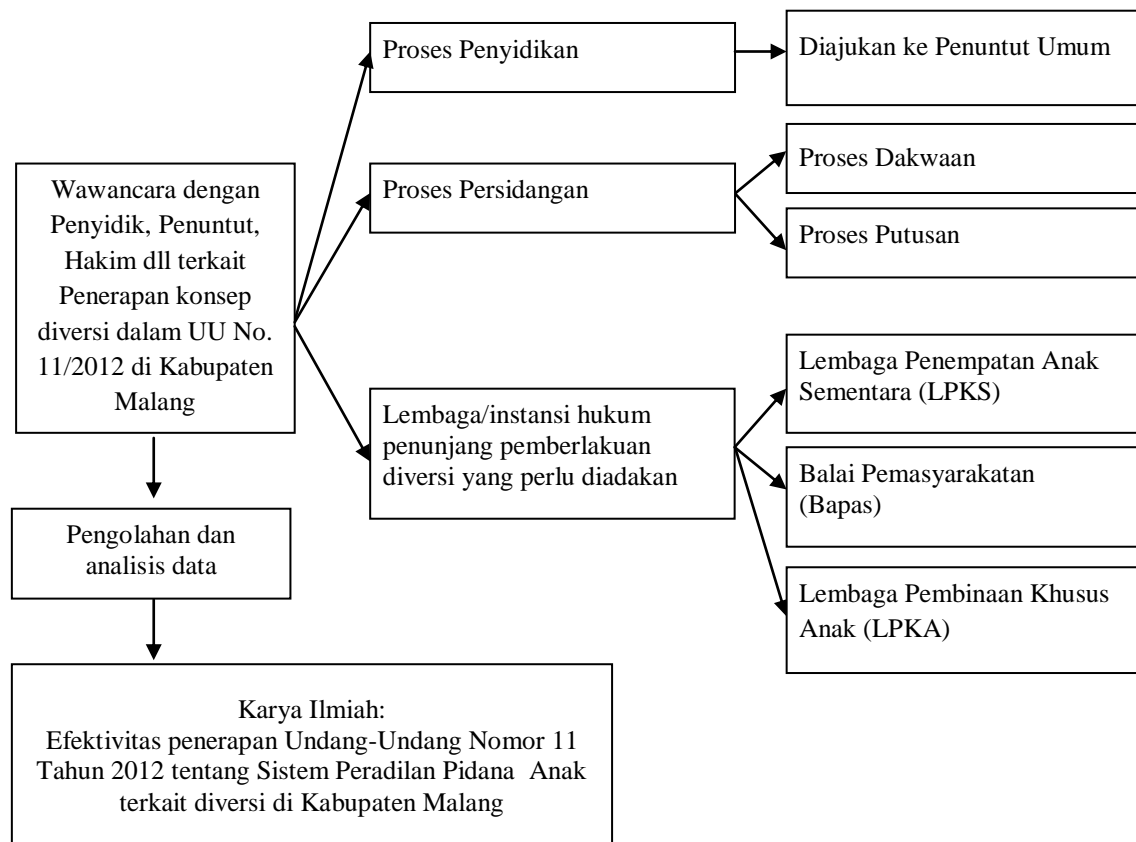 Proses Penyidikan
Diajukan ke Penuntut Umum
Wawancara dengan
Penyidik, Penuntut,
Hakim dll terkait
Penerapan konsep
diversi dalam UU No.
11/2012 di Kabupaten
Malang
Proses Persidangan
Proses Dakwaan
Proses Putusan
Lembaga/instansi hukum
penunjang pemberlakuan
diversi yang perlu diadakan
Lembaga Penempatan Anak
Sementara (LPKS)
Balai Pemasyarakatan
(Bapas)
Lembaga Pembinaan Khusus
Anak (LPKA)
Pengolahan dan
analisis data
Karya Ilmiah:
Efektivitas penerapan Undang-Undang Nomor 11
Tahun 2012 tentang Sistem Peradilan Pidana Anak
terkait diversi di Kabupaten Malang